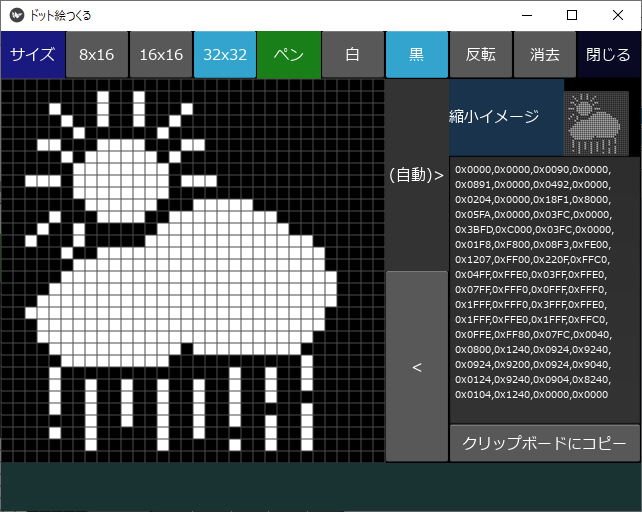 ドット絵つくる
サイズ 8x16 16x16 32x32 ペン 白 黒 反転 消去 閉じる
縮小イメージ
(自動)>
<
0x0000,0x0000,0x0090,0x0000,
0x0891,0x0000,0x0492,0x0000,
0x0204,0x0000,0x18F1,0x8000,
0x05FA,0x0000,0x03FC,0x0000,
0x3BFD,0xC000,0x03FC,0x0000,
0x01F8,0xF800,0x08F3,0xFE00,
0x1207,0xFF00,0x220F,0xFFC0,
0x04FF,0xFFE0,0x03FF,0xFFE0,
0x07FF,0xFFF0,0x0FFF,0xFFF0,
0x1FFF,0xFFF0,0x3FFF,0xFFE0,
0x1FFF,0xFFE0,0x1FFF,0xFFC0,
0x0FFE,0xFF80,0x07FC,0x0040,
0x0800,0x1240,0x0924,0x9240,
0x0924,0x9200,0x0924,0x9040,
0x0124,0x9240,0x0904,0x8240,
0x0104,0x1240,0x0000,0x0000
クリップボードにコピー